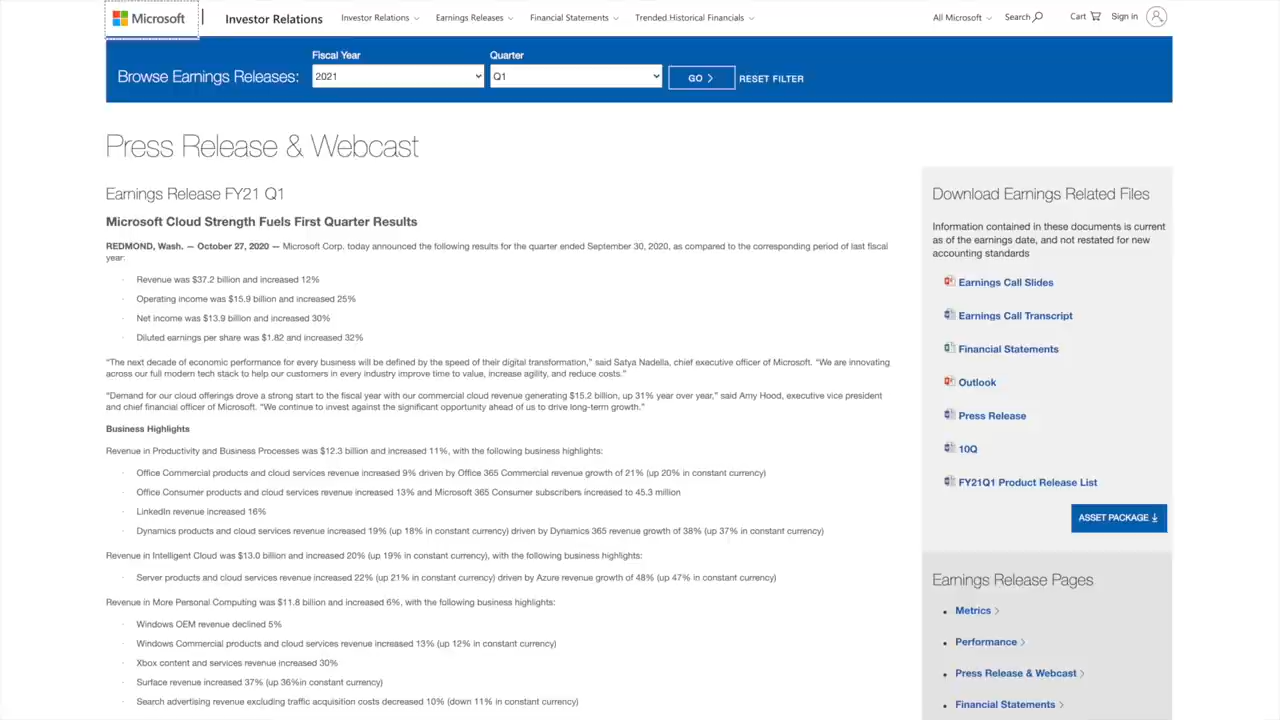 Microsoft | Investor Relations Investor Relations Earnings Releases Financial Statements Trended Historical Financials All Microsoft Search Cart Sign in
Fiscal Year Quarter
Browse Earnings Releases: 2021 Q1 GO RESET FILTER
Press Release & Webcast
Earnings Release FY21 Q1
Microsoft Cloud Strength Fuels First Quarter Results
REDMOND, Wash. — October 27, 2020 — Microsoft Corp. today announced the following results for the quarter ended September 30, 2020, as compared to the corresponding period of last fiscal
year:
· Revenue was $37.2 billion and increased 12%
· Operating income was $15.9 billion and increased 25%
· Net income was $13.9 billion and increased 30%
· Diluted earnings per share was $1.82 and increased 32%
“The next decade of economic performance for every business will be defined by the speed of their digital transformation,” said Satya Nadella, chief executive officer of Microsoft. “We are innovating
across our full modern tech stack to help our customers in every industry improve time to value, increase agility, and reduce costs.”
“Demand for our cloud offerings drove a strong start to the fiscal year with our commercial cloud revenue generating $15.2 billion, up 31% year over year,” said Amy Hood, executive vice president
and chief financial officer of Microsoft. “We continue to invest against the significant opportunity ahead of us to drive long-term growth.”
Business Highlights
Revenue in Productivity and Business Processes was $12.3 billion and increased 11%, with the following business highlights:
· Office Commercial products and cloud services revenue increased 9% driven by Office 365 Commercial revenue growth of 21% (up 20% in constant currency)
· Office Consumer products and cloud services revenue increased 13% and Microsoft 365 Consumer subscribers increased to 45.3 million
· LinkedIn revenue increased 16%
· Dynamics products and cloud services revenue increased 19% (up 18% in constant currency) driven by Dynamics 365 revenue growth of 38% (up 37% in constant currency)
Revenue in Intelligent Cloud was $13.0 billion and increased 20% (up 19% in constant currency), with the following business highlights:
· Server products and cloud services revenue increased 22% (up 21% in constant currency) driven by Azure revenue growth of 48% (up 47% in constant currency)
Revenue in More Personal Computing was $11.8 billion and increased 6%, with the following business highlights:
· Windows OEM revenue declined 5%
· Windows Commercial products and cloud services revenue increased 13% (up 12% in constant currency)
· Xbox content and services revenue increased 30%
· Surface revenue increased 37% (up 36%in constant currency)
· Search advertising revenue excluding traffic acquisition costs decreased 10% (down 11% in constant currency)
Download Earnings Related Files
Information contained in these documents is current
as of the earnings date, and not restated for new
accounting standards
Earnings Call Slides
Earnings Call Transcript
Financial Statements
Outlook
Press Release
10Q
FY21Q1 Product Release List
ASSET PACKAGE
Earnings Release Pages
• Metrics
• Performance
• Press Release & Webcast
• Financial Statements